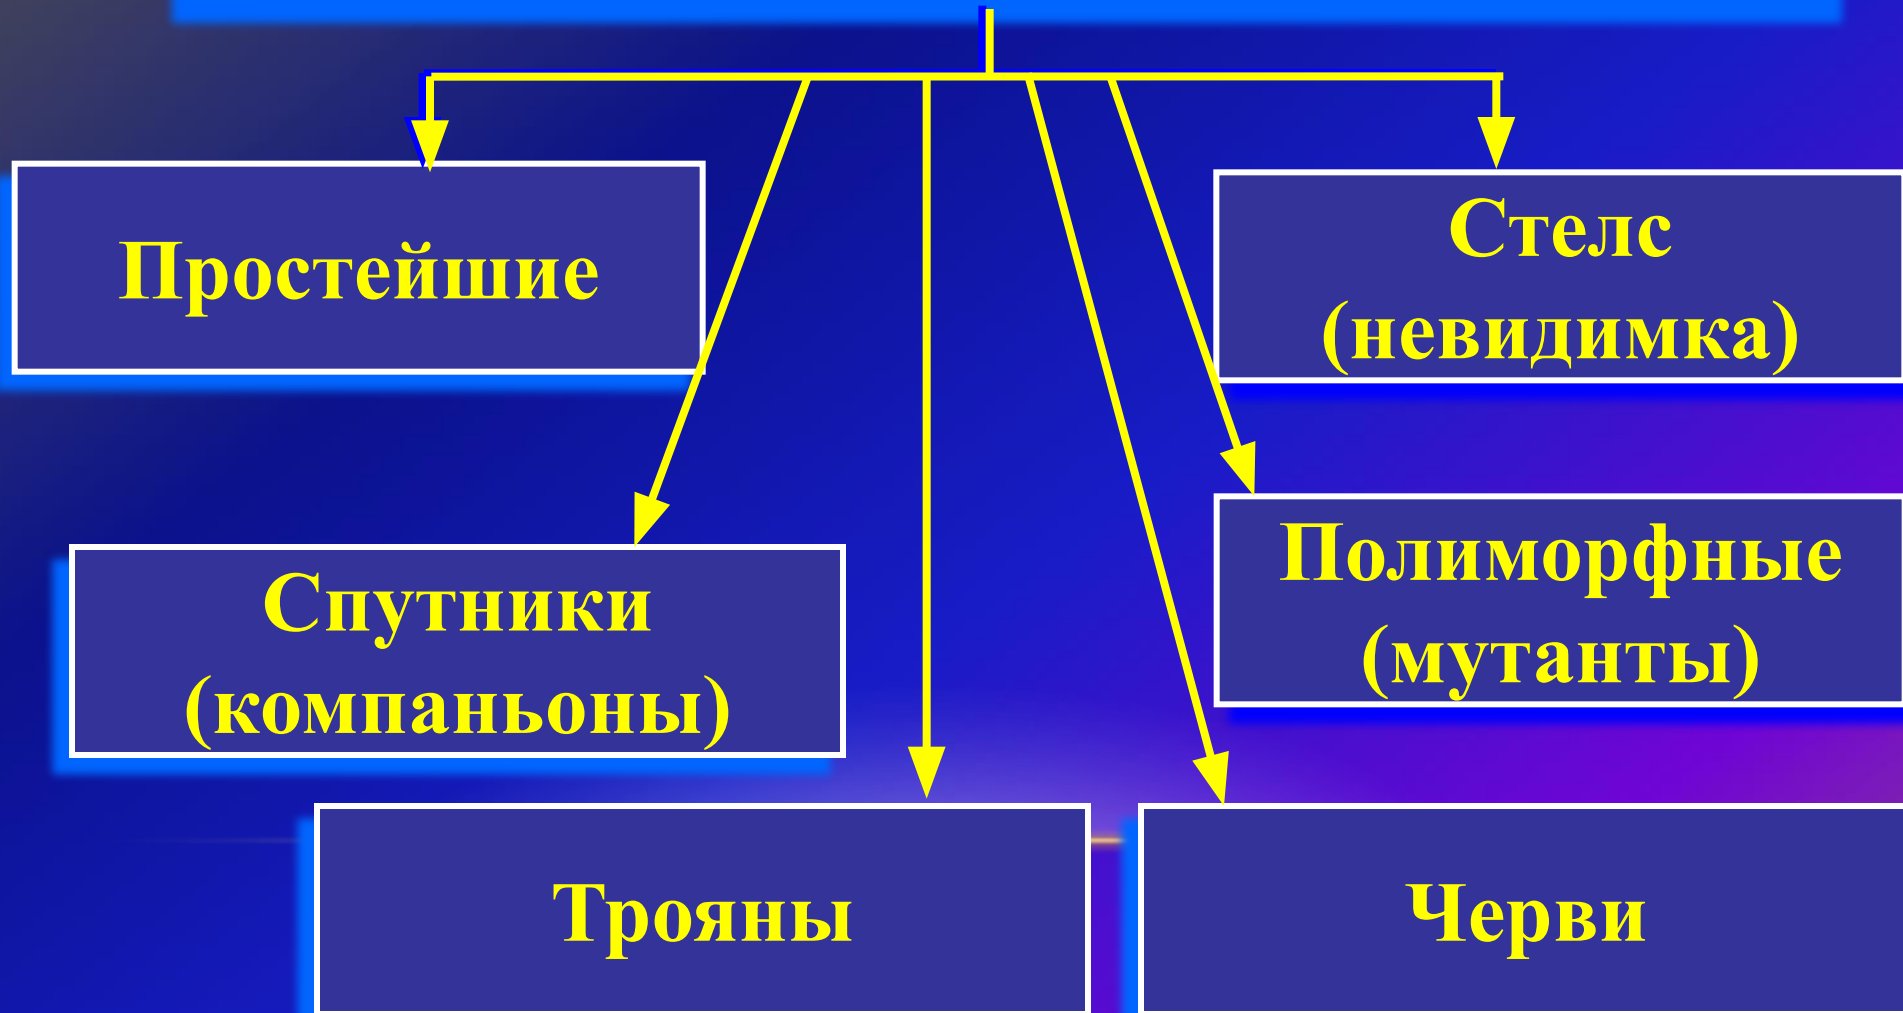 Простейшие
Стелс
(невидимка)
Спутники
(компаньоны)
Полиморфные
(мутанты)
Трояны
Черви